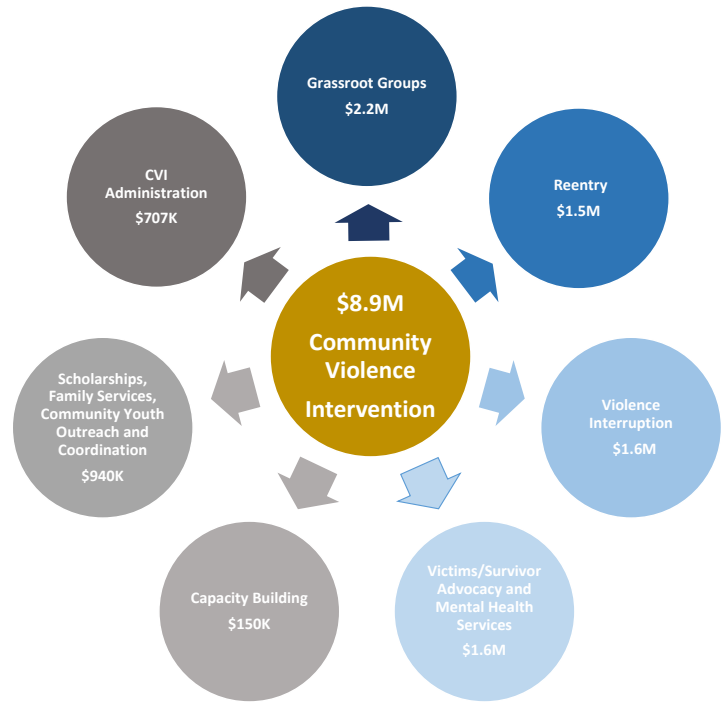 Grassroot Groups
$2.2M
CVI
Administration
$707K
Reentry
$1.5M
$8.9M
Community
Violence
Intervention
Scholarships,
Family Services,
Community Youth
Outreach and
Coordination
$940K
Violence
Interruption
$1.6M
Capacity Building
$150K
Victims/Survivor
Advocacy and
Mental Health
Services
$1.6M